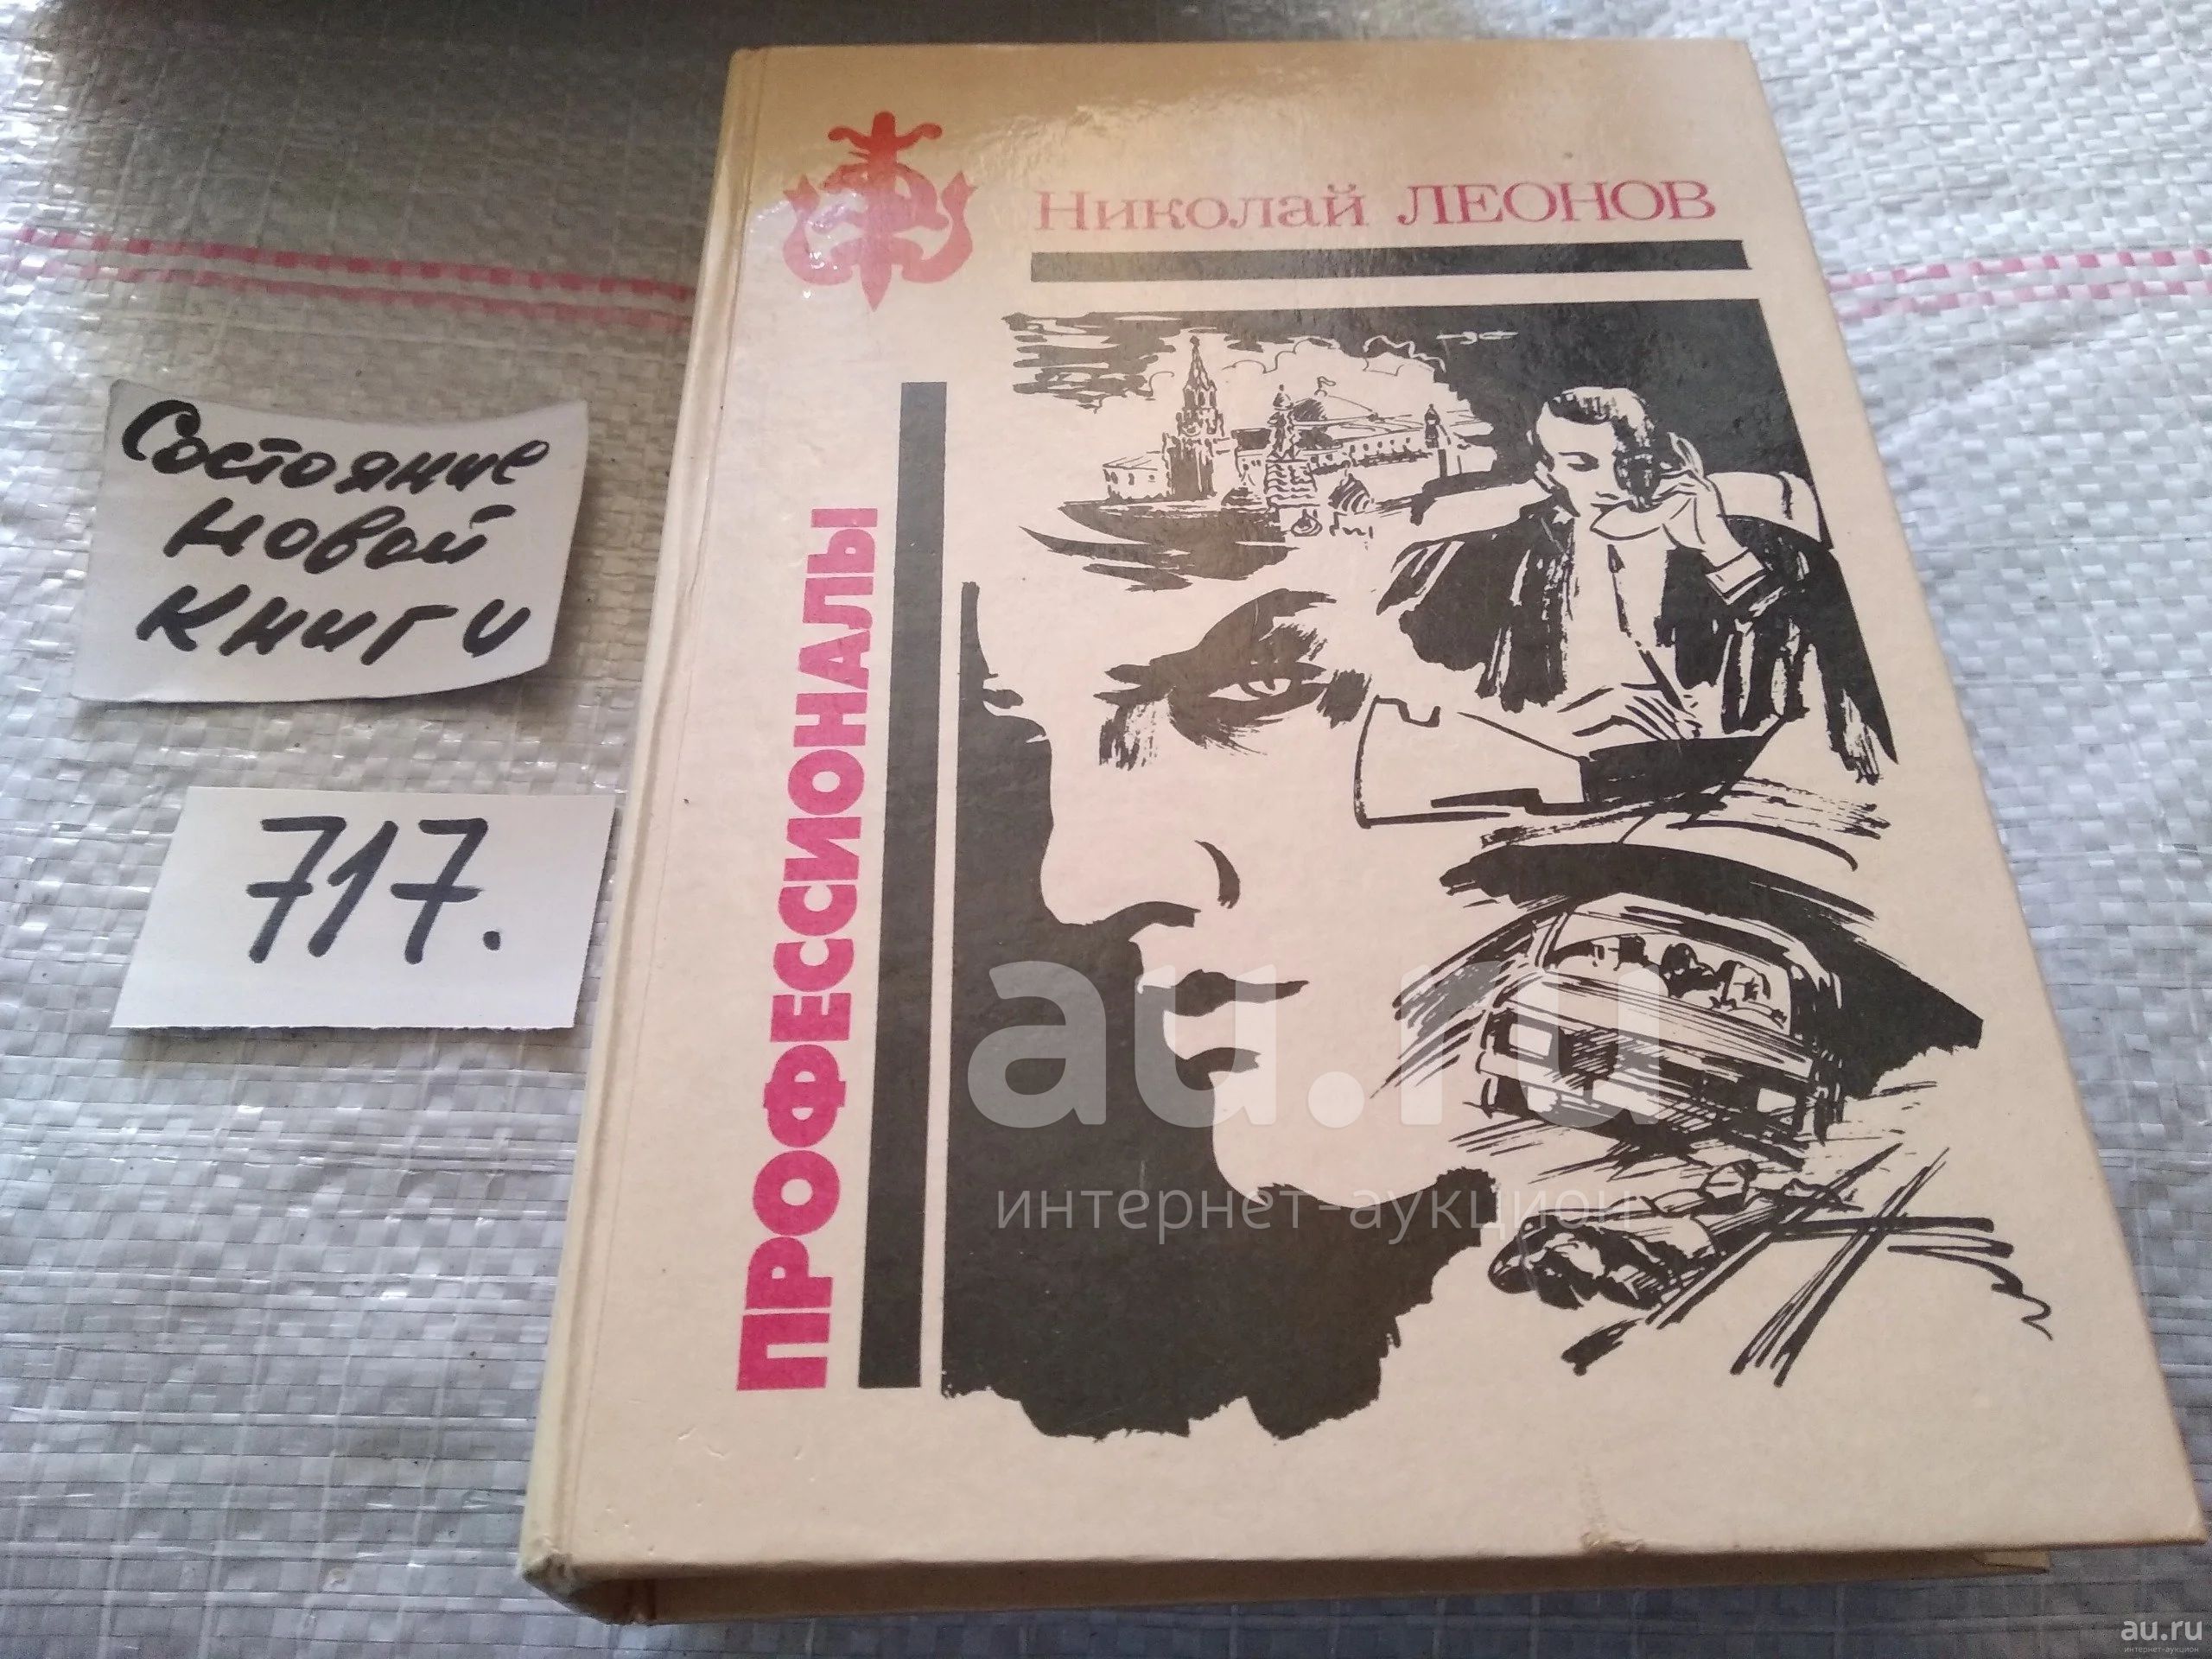 Николай ЛЕОНОВ
ПРОФЕССИОНАЛЫ
Состояние
новой
книги
717.
au.ru
интернет-аукцион
au.ru
интернет-аукцион